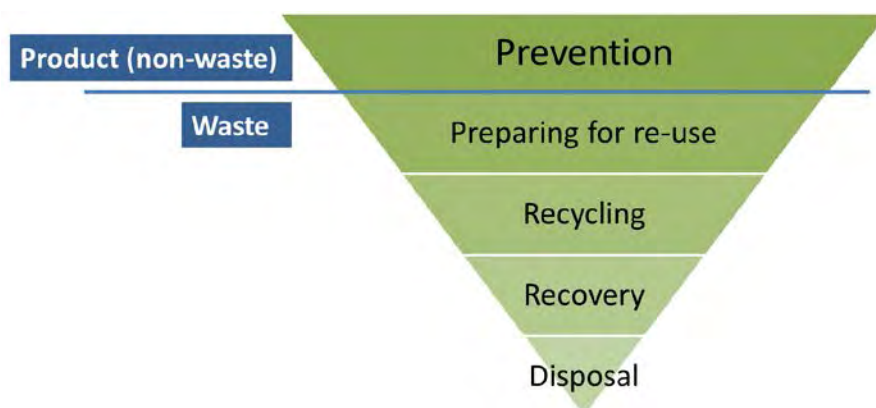 Product (non-waste)
Prevention
Waste
Preparing for re-use
Recycling
Recovery
Disposal